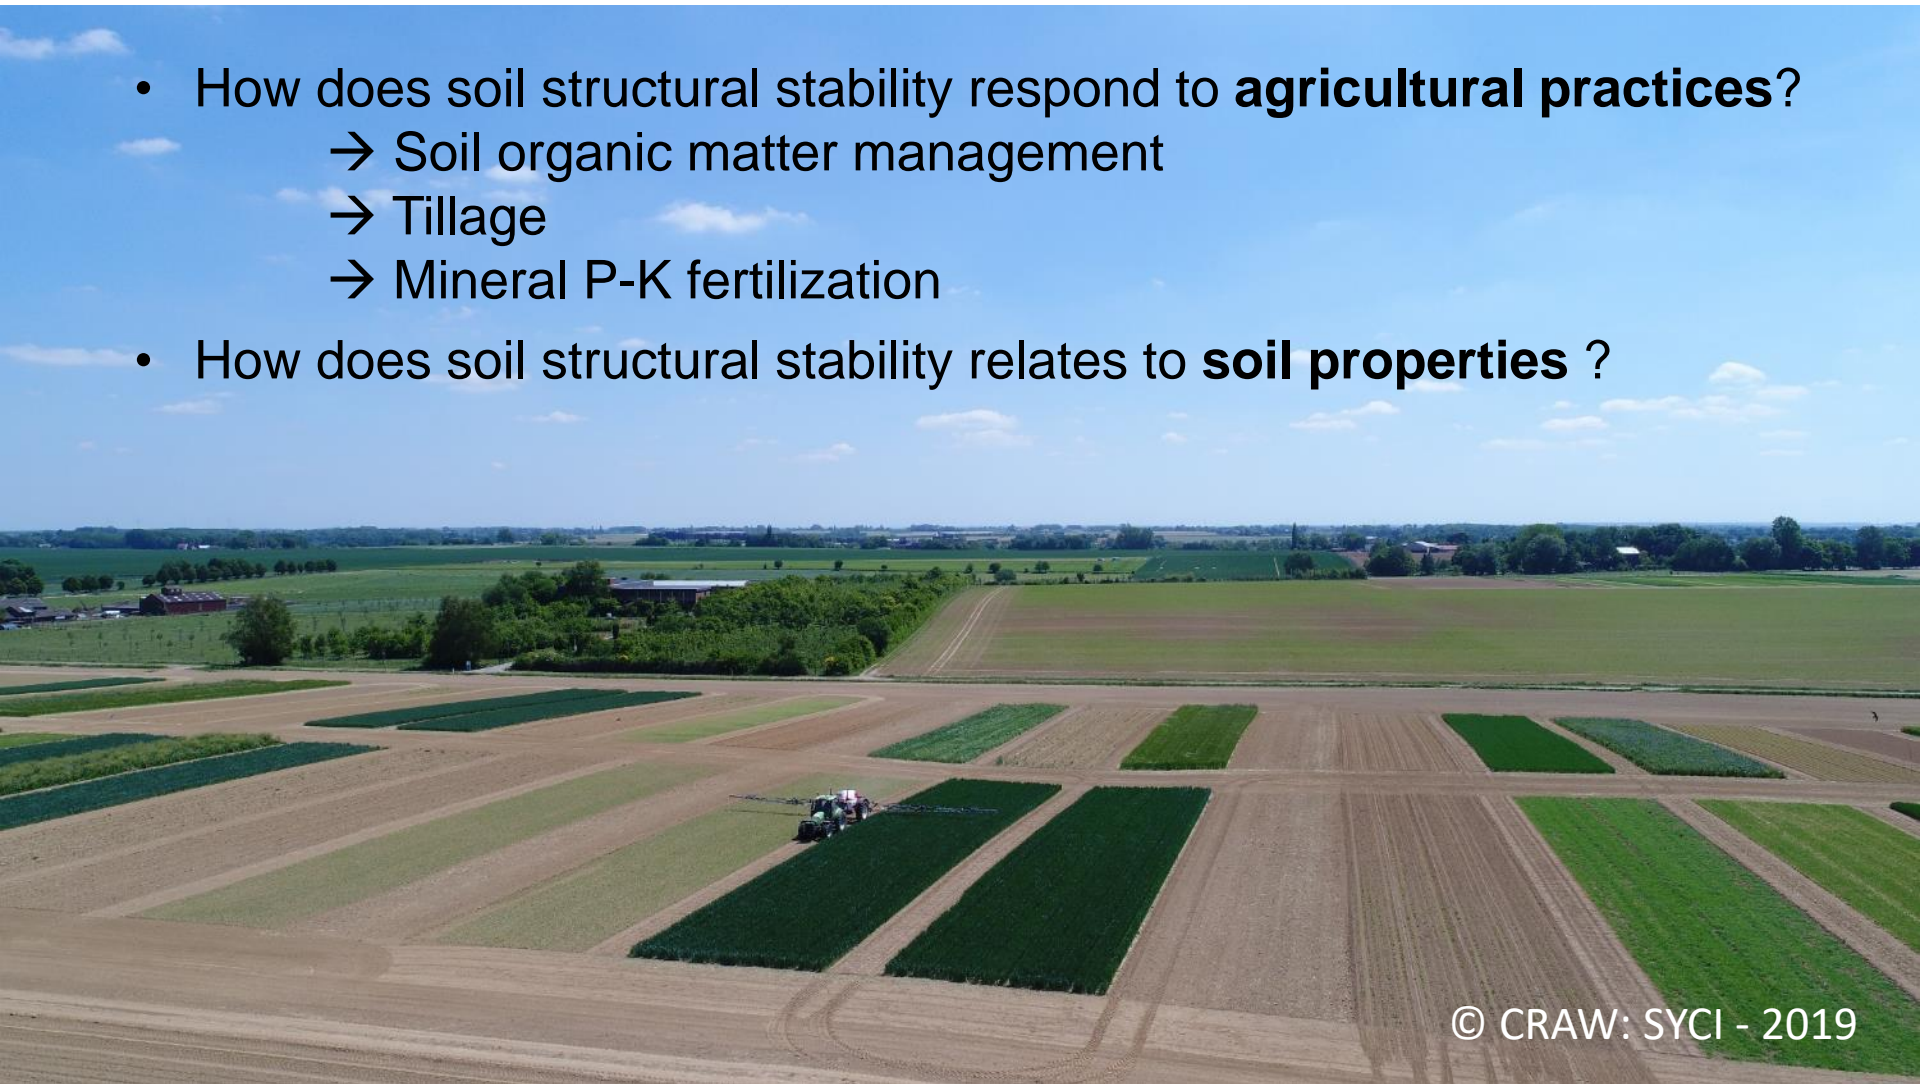 • How does soil structural stability respond to agricultural practices?
→ Soil organic matter management
→ Tillage
→ Mineral P-K fertilization
• How does soil structural stability relates to soil properties ?
© CRAW: SYCI - 2019